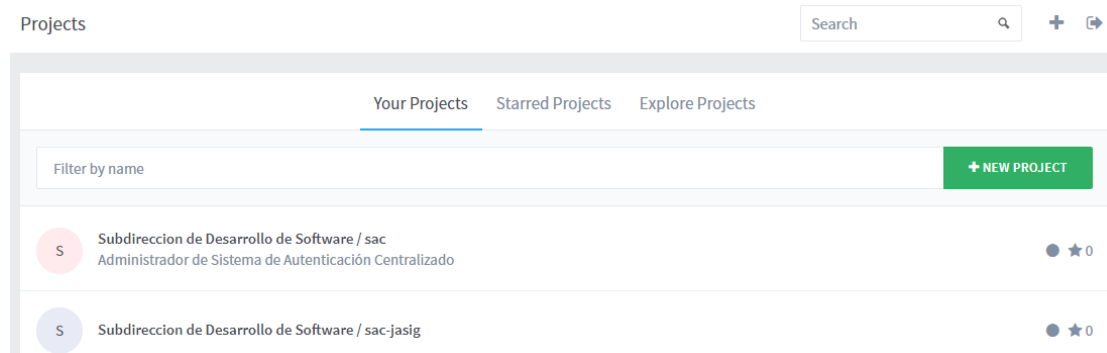 Projects
Search
Your Projects Starred Projects Explore Projects
Filter by name
+ NEW PROJECT
S
Subdireccion de Desarrollo de Software / sac
Administrador de Sistema de Autenticación Centralizado
0
S
Subdireccion de Desarrollo de Software / sac-jasig
0